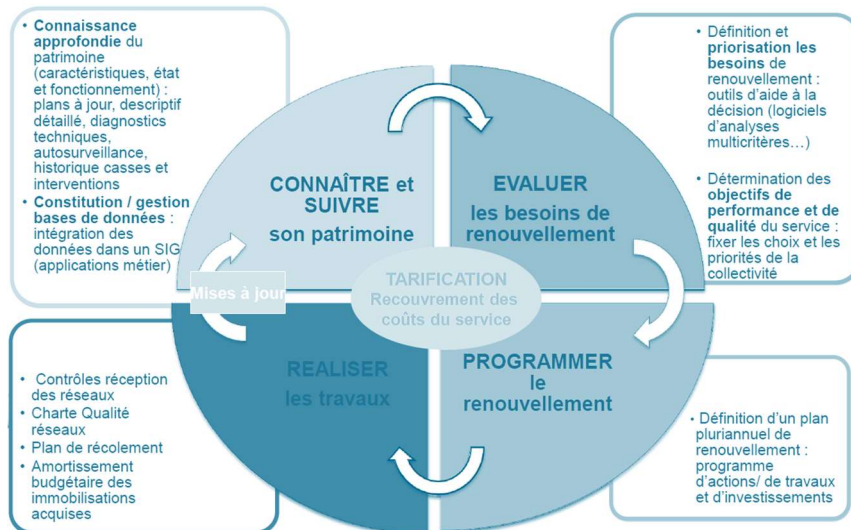 • Connaissance
approfondie du
patrimoine
(caractéristiques, état
et fonctionnement) :
plans à jour, descriptif
détaillé, diagnostics
techniques,
autosurveillance,
historique casses et
interventions
• Constitution / gestion
bases de données :
intégration des
données dans un SIG
(applications métier)
• Définition et
priorisation les
besoins de
renouvellement :
outils d'aide à la
décision (logiciels
d'analyses
multicritères…)
• Détermination des
objectifs de
performance et de
qualité du service :
fixer les choix et les
priorités de la
collectivité
CONNAÎTRE et
SUIVRE
son patrimoine
EVALUER
les besoins de
renouvellement
Mises à jour
TARIFICATION
Recouvrement des
coûts du service
REALISER
les travaux
PROGRAMMER
le
renouvellement
• Contrôles réception
des réseaux
• Charte Qualité
réseaux
• Plan de récolement
• Amortissement
budgétaire des
immobilisations
acquises
• Définition d'un plan
pluriannuel de
renouvellement :
programme
d'actions/ de travaux
et d'investissements